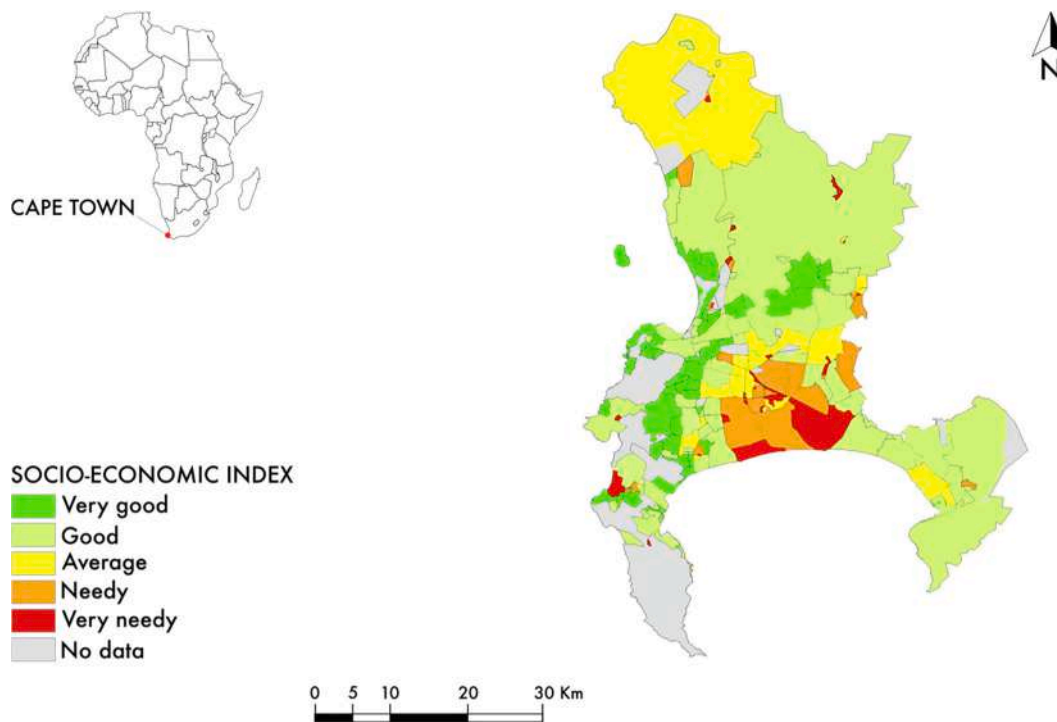 N
CAPE TOWN
SOCIO-ECONOMIC INDEX
Very good
Good
Average
Needy
Very needy
No data
0 5 10 20 30 Km